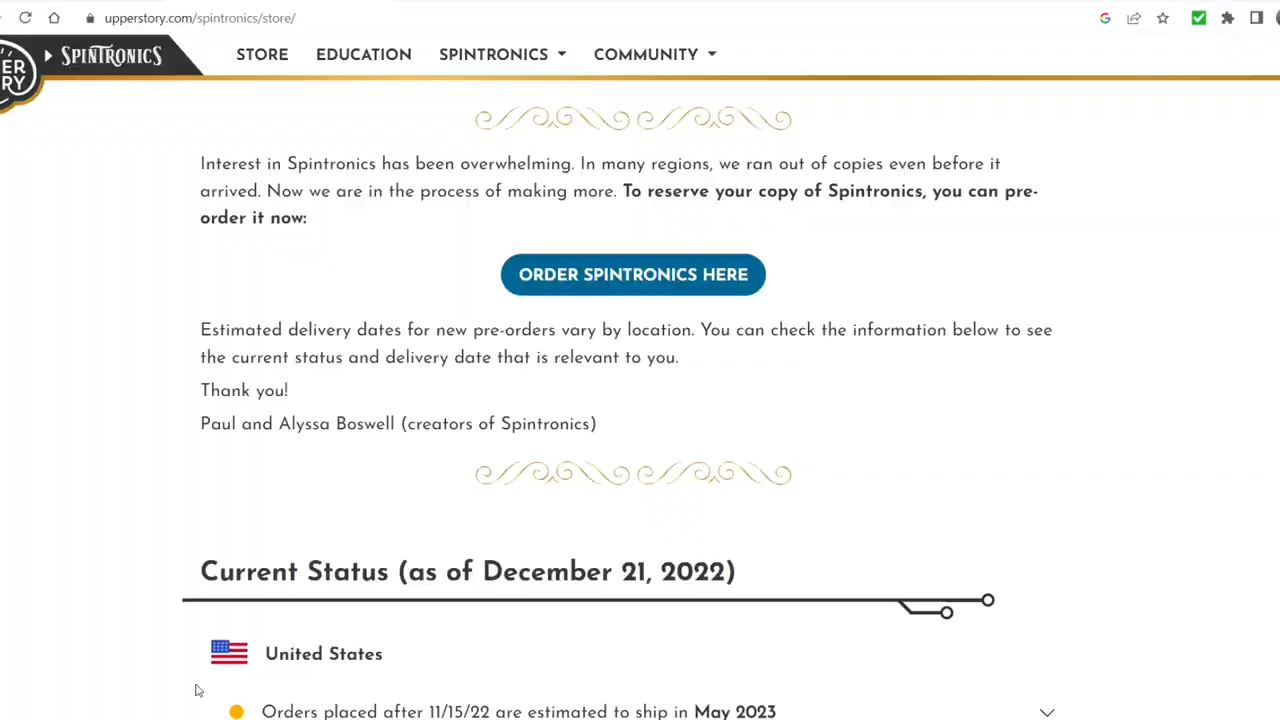 upperstory.com/spintronics/store/
ER
RY
SPINTRONICS
STORE EDUCATION SPINTRONICS COMMUNITY
Interest in Spintronics has been overwhelming. In many regions, we ran out of copies even before it
arrived. Now we are in the process of making more. To reserve your copy of Spintronics, you can pre-
order it now:
ORDER SPINTRONICS HERE
Estimated delivery dates for new pre-orders vary by location. You can check the information below to see
the current status and delivery date that is relevant to you.
Thank you!
Paul and Alyssa Boswell (creators of Spintronics)
Current Status (as of December 21, 2022)
United States
Orders placed after 11/15/22 are estimated to ship in May 2023